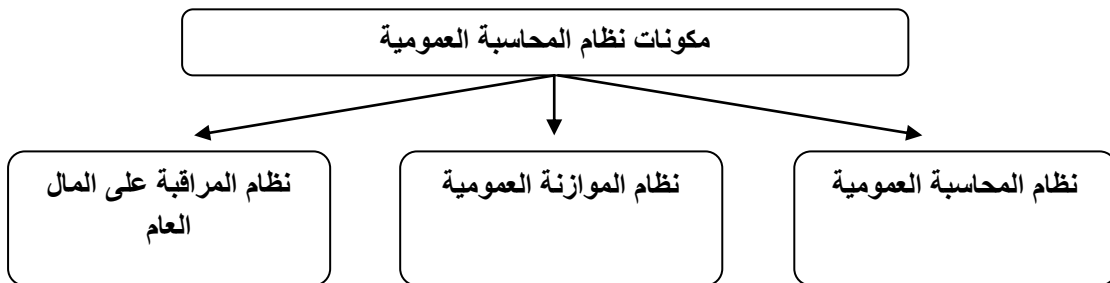 مكونات نظام المحاسبة العمومية
نظام المحاسبة العمومية
نظام الموازنة العمومية
نظام المراقبة على المال
العام